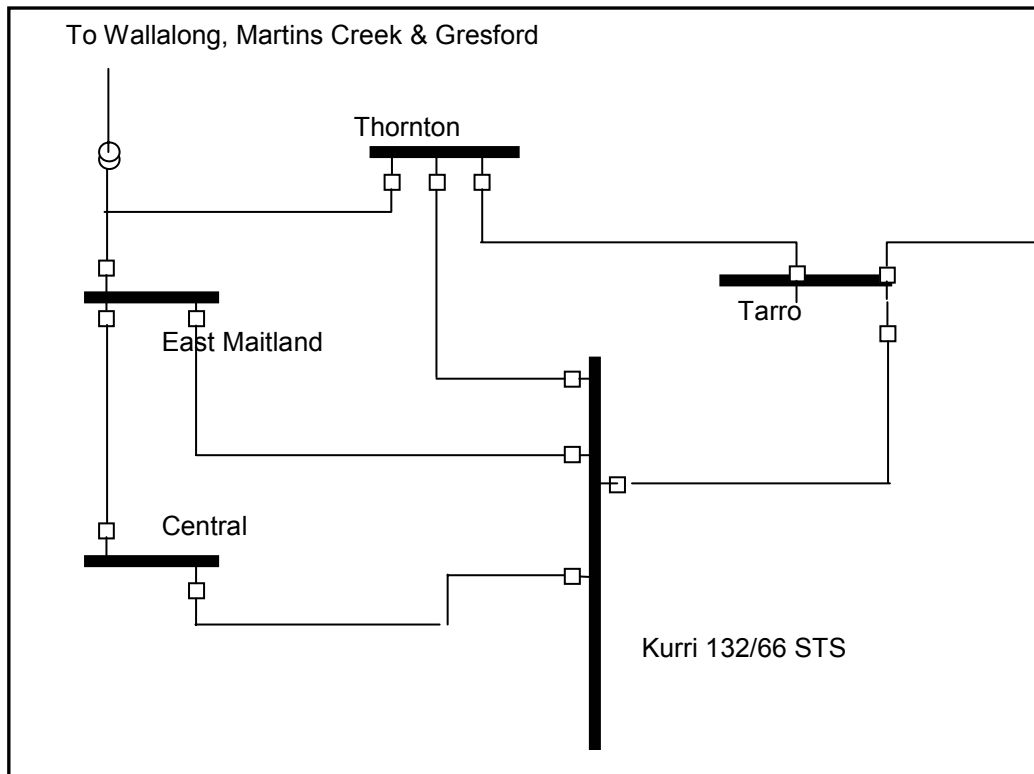 To Wallalong, Martins Creek & Gresford
Thornton
Tarro
East Maitland
Central
Kurri 132/66 STS